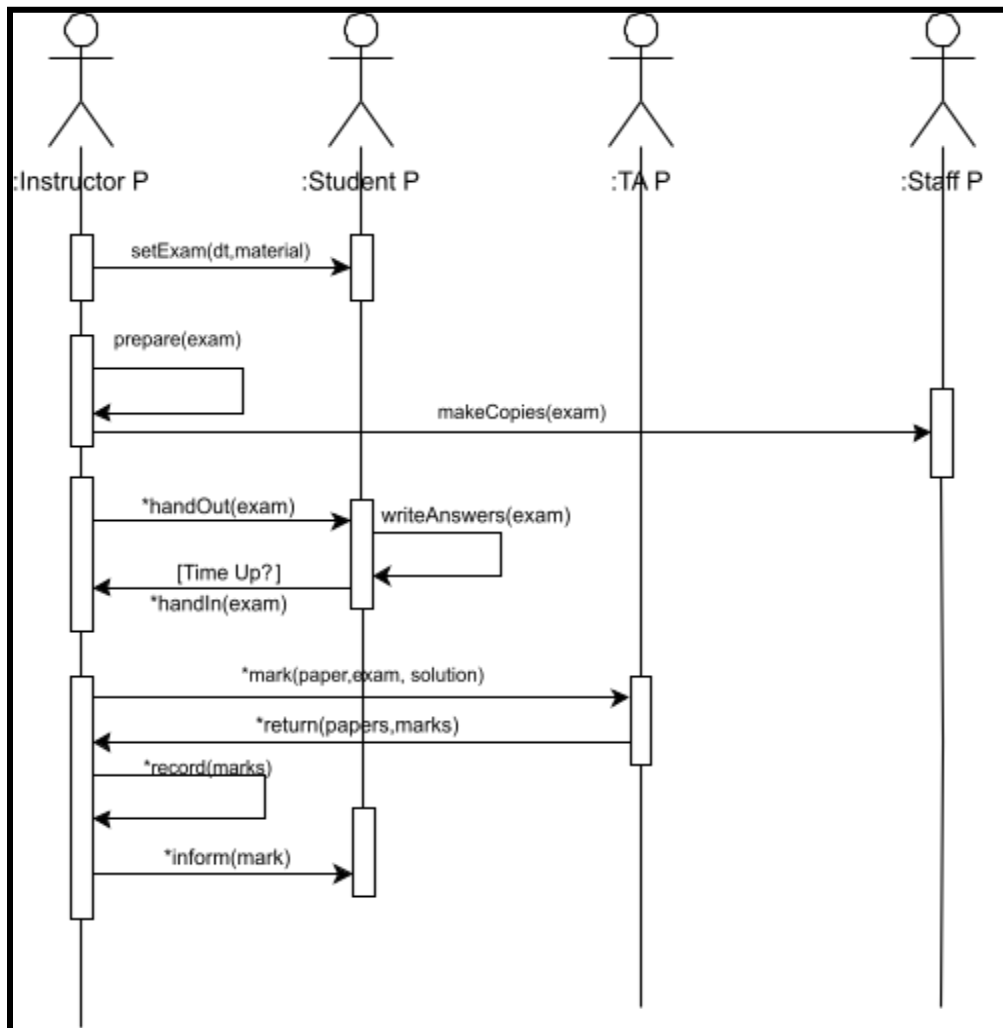 :Instructor P
:Student P
:TA P
:Staff P
setExam(dt,material)
prepare(exam)
makeCopies(exam)
*handOut(exam)
writeAnswers(exam)
[Time Up?]
*handIn(exam)
*mark(paper,exam, solution)
*return(papers,marks)
*record(marks)
*inform(mark)